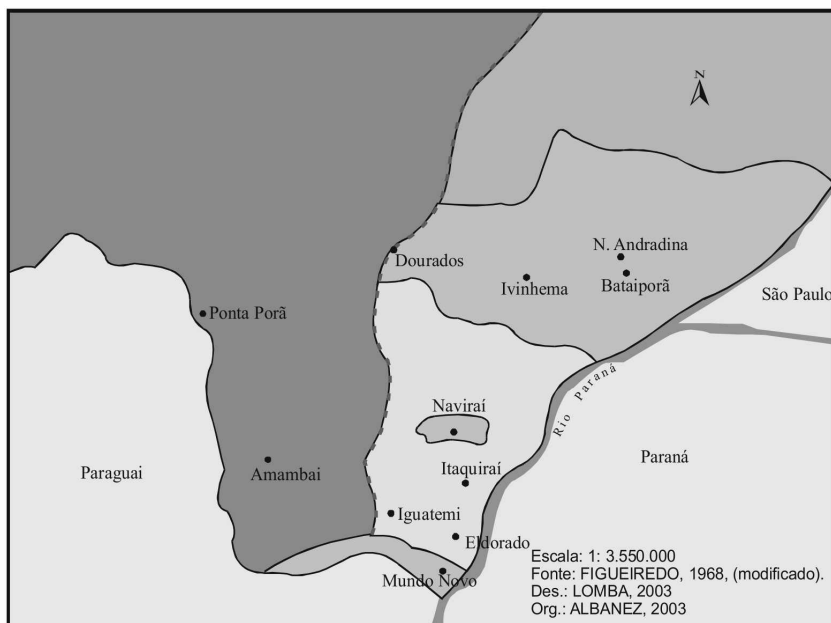 N
Dourados
N. Andradina
Ivinhema
Bataiporã
São Paulo
Ponta Porã
Rio Paraná
Naviraí
Paraguai
Amambai
Itaquiraí
Paraná
Iguatemi
Eldorado
Mundo Novo
Escala: 1: 3.550.000
Fonte: FIGUEIREDO, 1968, (modificado).
Des.: LOMBA, 2003
Org.: ALBANEZ, 2003